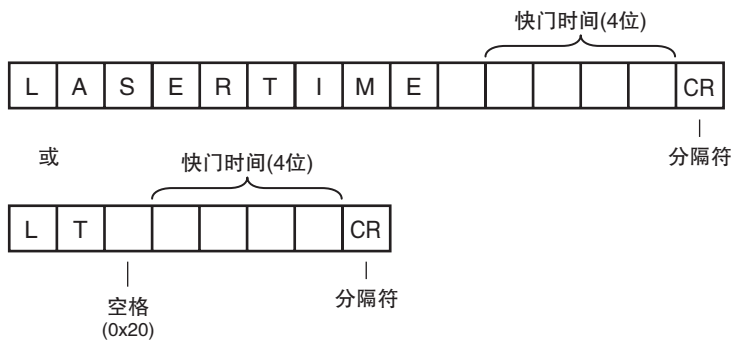 快门时间(4位)
L A S E R T I M E CR
或
分隔符
快门时间(4位)
L T CR
空格
(0x20)
分隔符